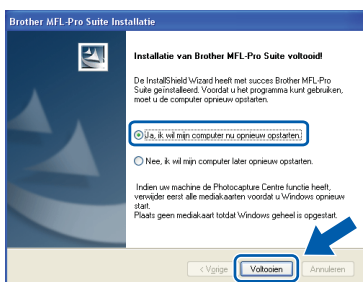 Brother MFL-Pro Suite Installatie
Installatie van Brother MFL-Pro Suite voltooid!
De InstallShield Wizard heeft met succes Brother MFL-Pro
Suite geïnstalleerd. Voordat u het programma kunt gebruiken,
moet u de computer opnieuw opstarten.
Ja, ik wil mijn computer nu opnieuw opstarten.
Nee, ik wil mijn computer later opnieuw opstarten.
Indien uw machine de Photocapture Centre functie heeft,
verwijder eerst alle mediakaarten voordat u Windows opnieuw
start.
Plaats geen mediakaart totdat Windows geheel is opgestart.
< Vorige
Voltooien
Annuleren